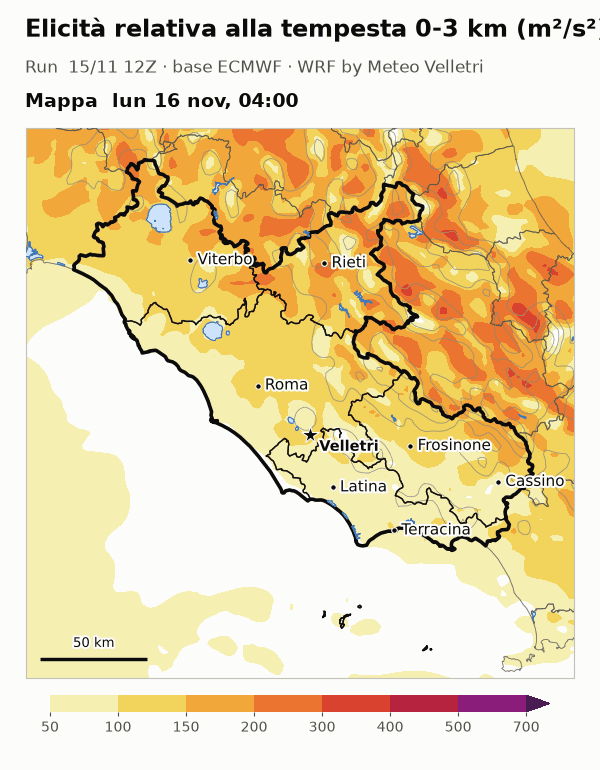 Elicità relativa alla tempesta 0-3 km (m²/s²)
Run 15/11 12Z · base ECMWF · WRF by Meteo Velletri
Mappa lun 16 nov, 04:00
Viterbo
Rieti
Roma
Velletri
Frosinone
Latina
Cassino
Terracina
50 km
50 100 150 200 300 400 500 700